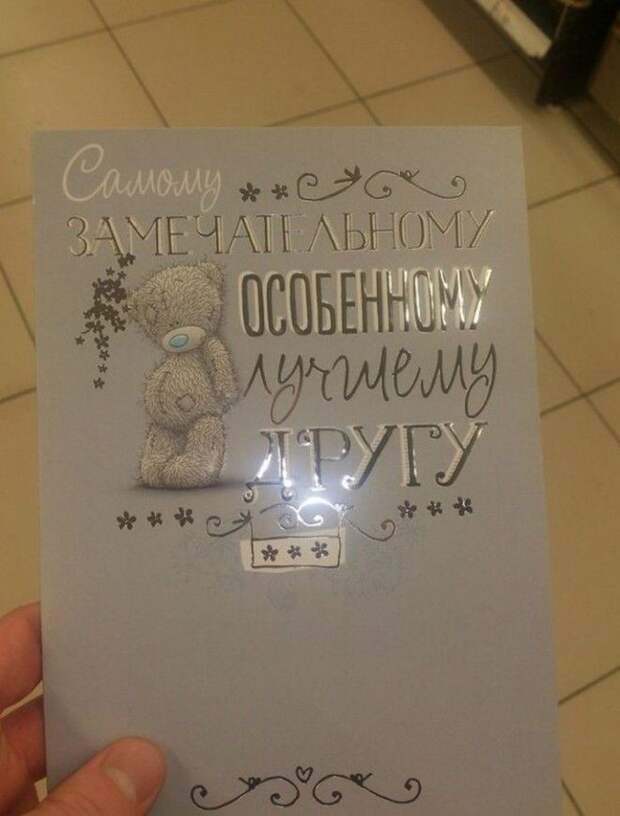 Самому
ЗАМЕЧАТЕЛЬНОМУ
ОСОБЕННОМУ
лучшему
ДРУГУ